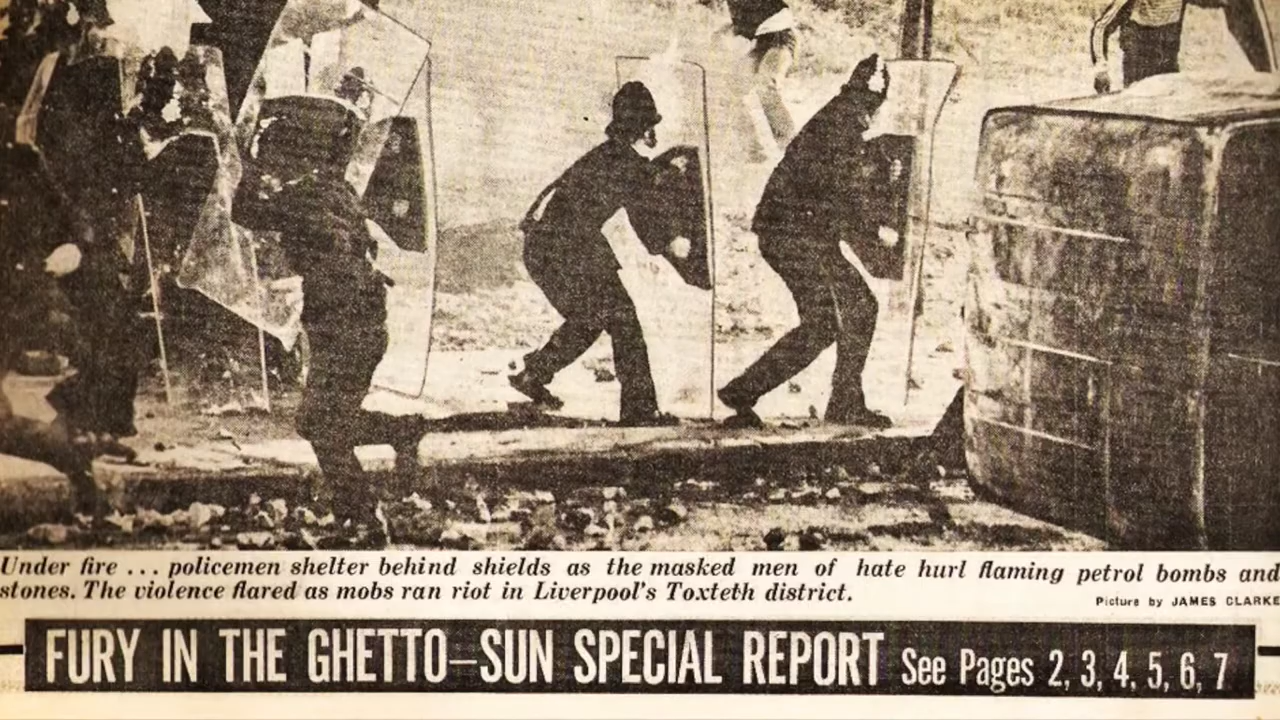 Under fire ... policemen shelter behind shields as the masked men of hate hurl flaming petrol bombs and
stones. The violence flared as mobs ran riot in Liverpool's Toxteth district.
Picture by JAMES CLARKE
FURY IN THE GHETTO—SUN SPECIAL REPORT See Pages 2, 3, 4, 5, 6, 7